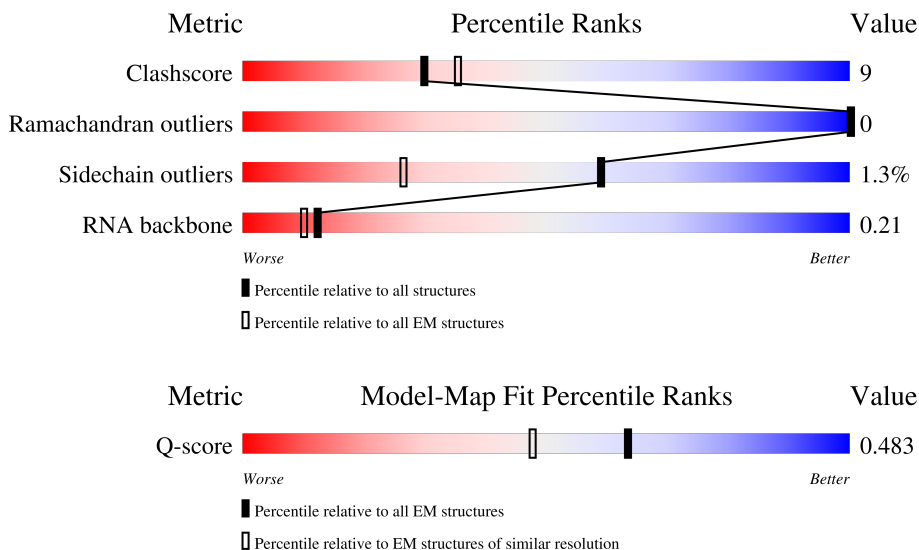 Metric Percentile Ranks Value
Clashscore 9
Ramachandran outliers 0
Sidechain outliers 1.3%
RNA backbone 0.21
Worse Better
Percentile relative to all structures
Percentile relative to all EM structures
Metric Model-Map Fit Percentile Ranks Value
Q-score 0.483
Worse Better
Percentile relative to all EM structures
Percentile relative to EM structures of similar resolution